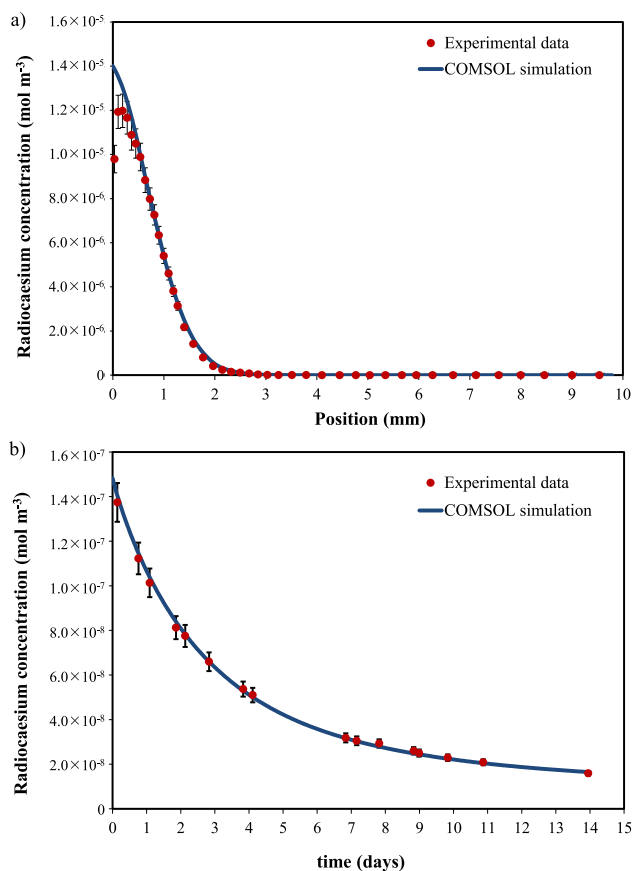 a)
Radiocaesium concentration (mol m-3)
1.6×10-5
1.4×10-5
1.2×10-5
1.0×10-5
8.0×10-6
6.0×10-6
4.0×10-6
2.0×10-6
0
Experimental data
COMSOL simulation
0 1 2 3 4 5 6 7 8 9 10
Position (mm)
b)
Radiocaesium concentration (mol m-3)
1.6×10-7
1.4×10-7
1.2×10-7
1.0×10-7
8.0×10-8
6.0×10-8
4.0×10-8
2.0×10-8
0
Experimental data
COMSOL simulation
0 1 2 3 4 5 6 7 8 9 10 11 12 13 14 15
time (days)